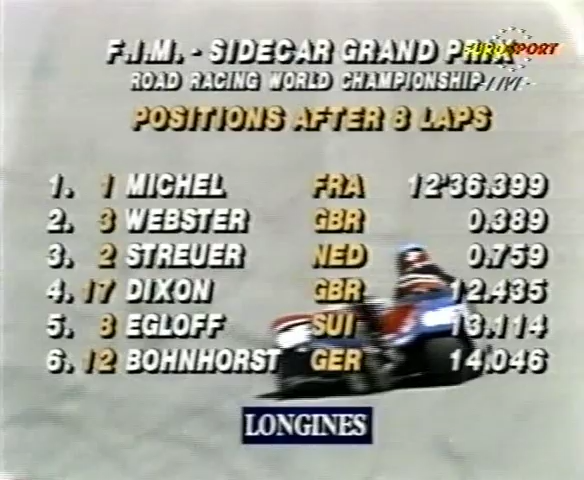 EUROSPORT
LIVE
F.I.M. - SIDECAR GRAND PRIX
ROAD RACING WORLD CHAMPIONSHIP
POSITIONS AFTER 8 LAPS
1. 1 MICHEL FRA 12'36.399
2. 3 WEBSTER GBR 0.389
3. 2 STREUER NED 0.759
4. 17 DIXON GBR 12.435
5. 8 EGLOFF SUI 13.114
6. 12 BOHNHORST GER 14.046
LONGINES